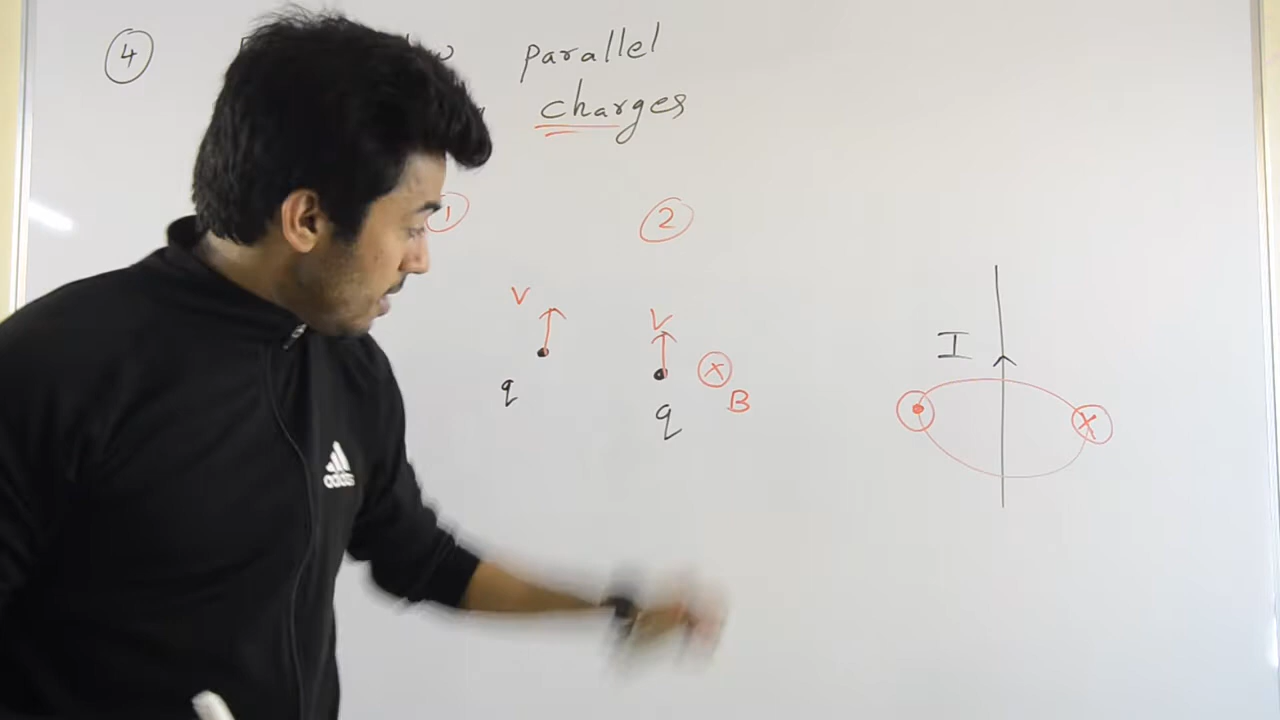 4 parallel
charges
1 2
V V
I
q q X B X
adidas